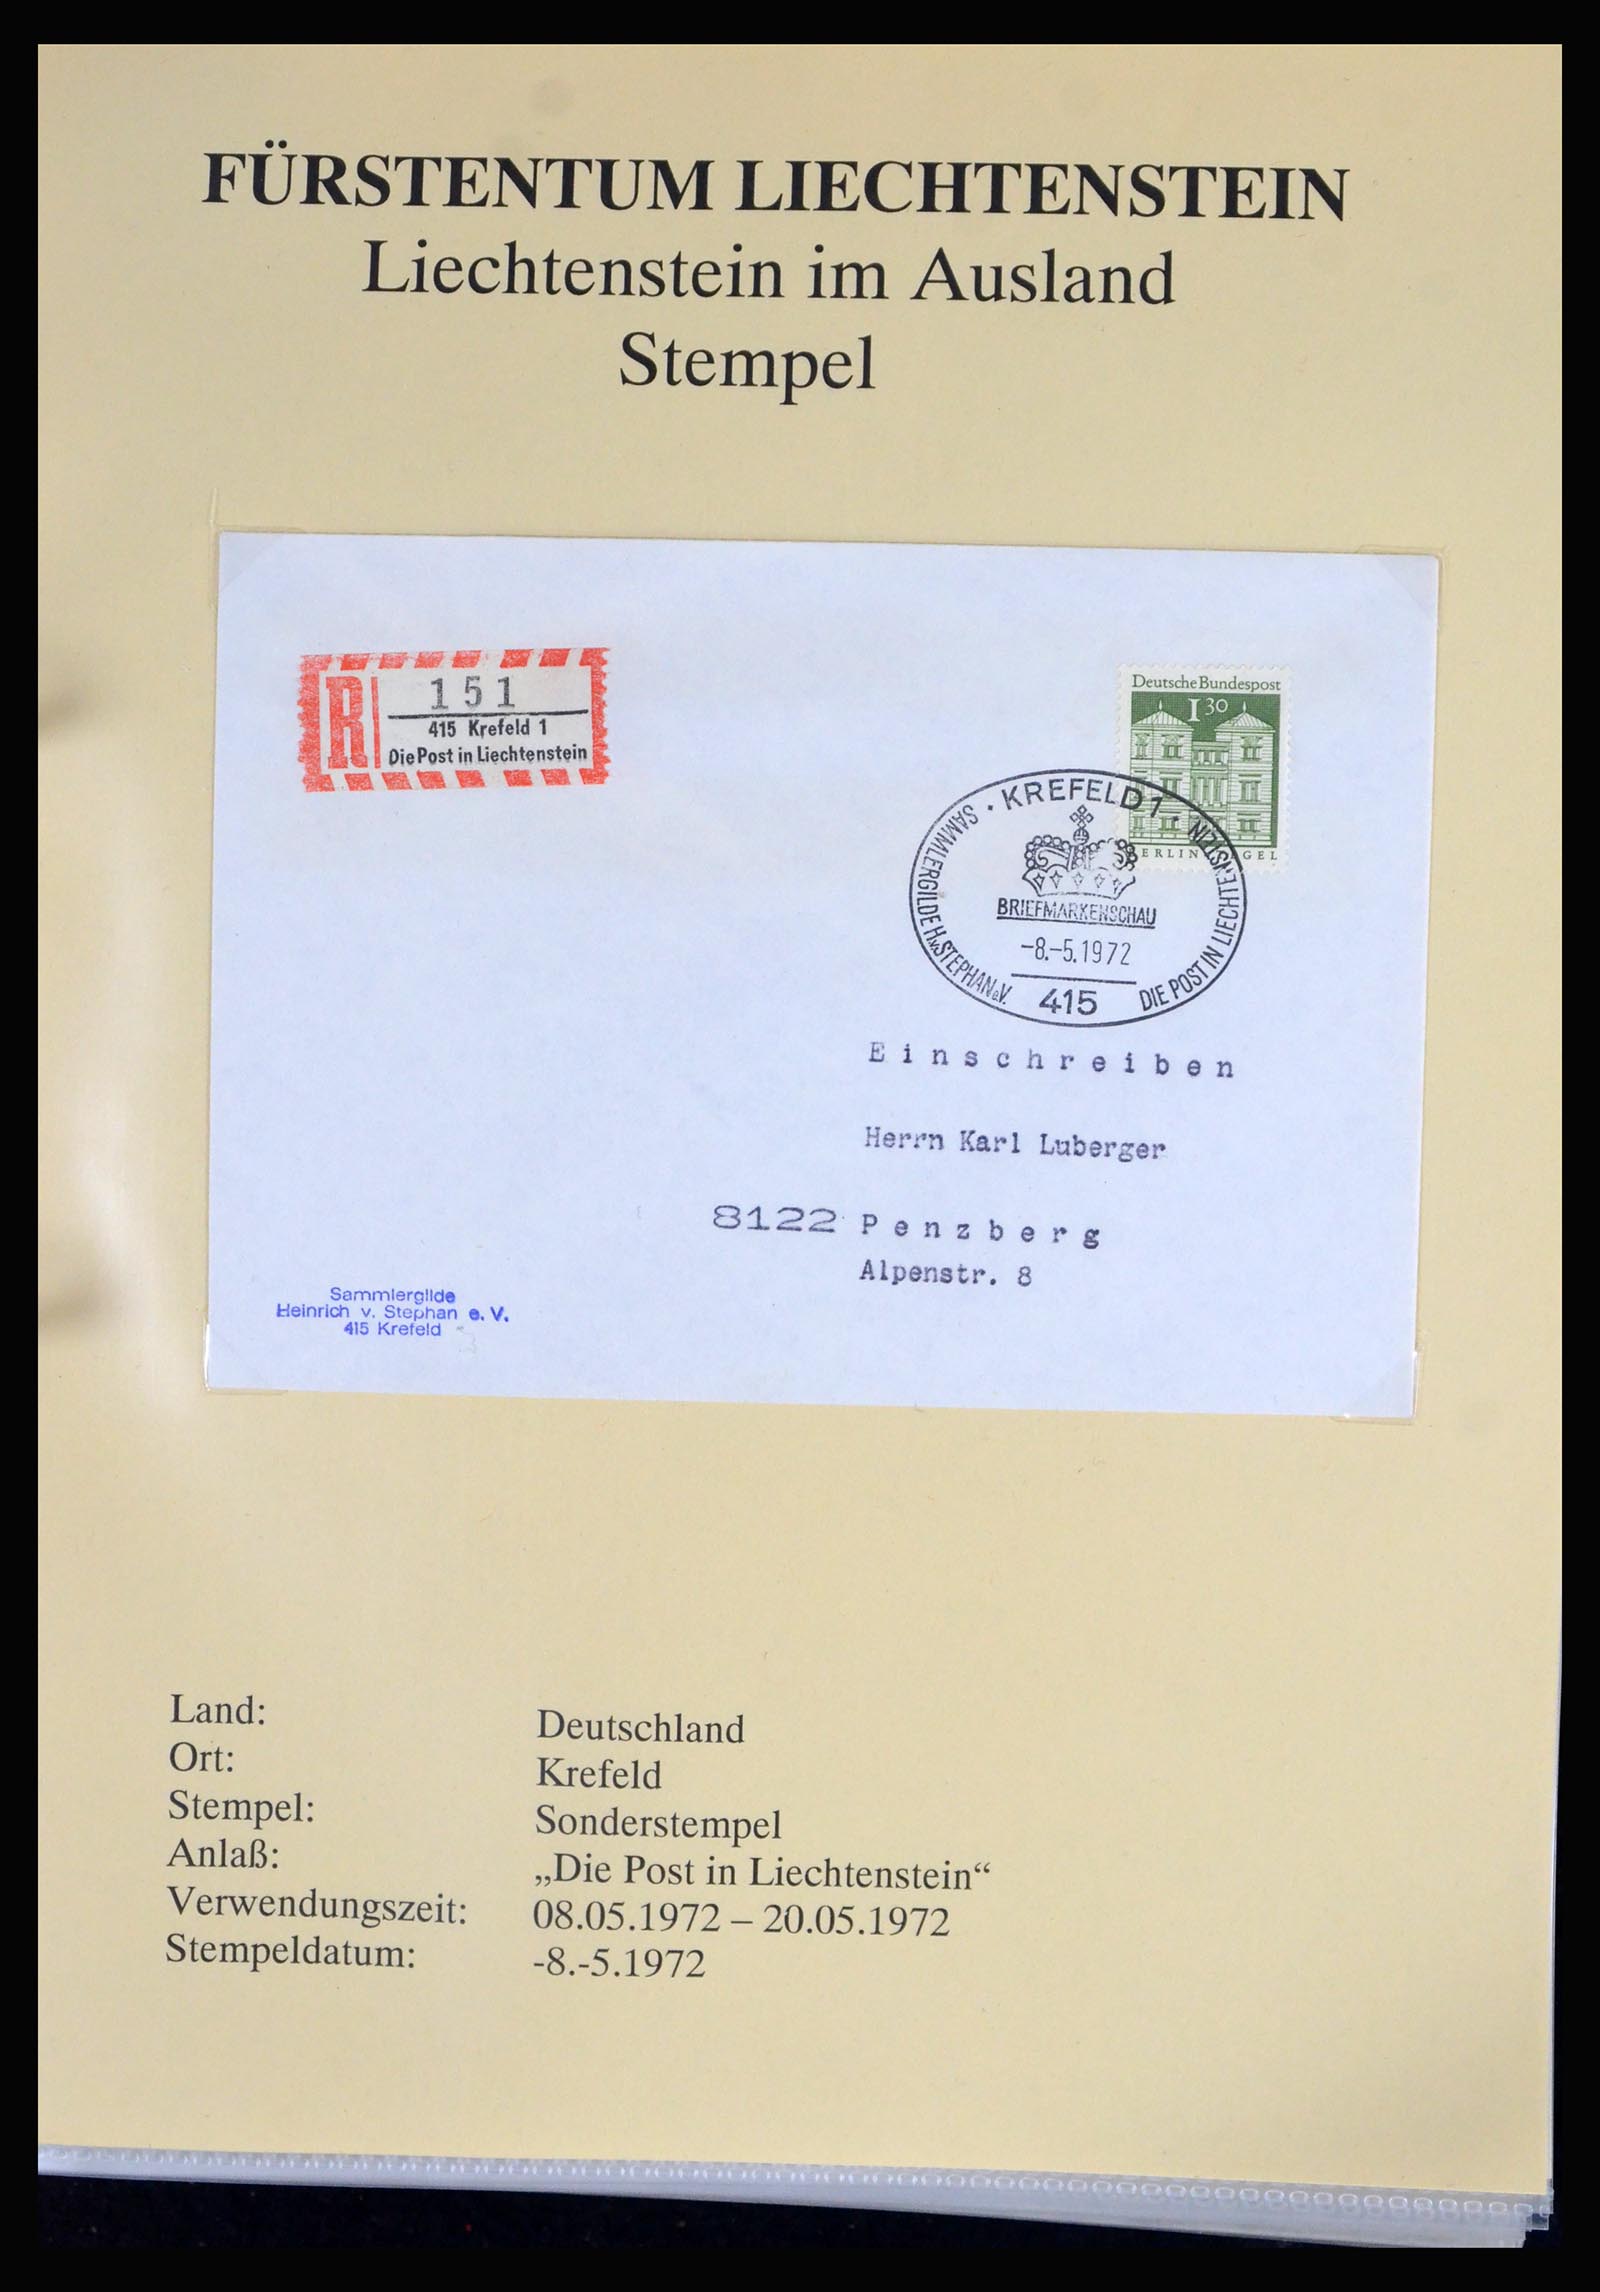 FÜRSTENTUM LIECHTENSTEIN
Liechtenstein im Ausland
Stempel
R
151
415 Krefeld 1
Die Post in Liechtenstein
Deutsche Bundespost
1 30
BERLIN TEGEL
· KREFELD 1 ·
SAMMLERGILDE H.v.STEPHAN e.V.
DIE POST IN LIECHTENSTEIN
BRIEFMARKENSCHAU
-8.-5.1972
415
Einschreiben
Herrn Karl Luberger
8122 Penzberg
Alpenstr. 8
Sammlergilde
Heinrich v. Stephan e. V.
415 Krefeld
Land: Deutschland
Ort: Krefeld
Stempel: Sonderstempel
Anlaß: „Die Post in Liechtenstein“
Verwendungszeit: 08.05.1972 – 20.05.1972
Stempeldatum: -8.-5.1972